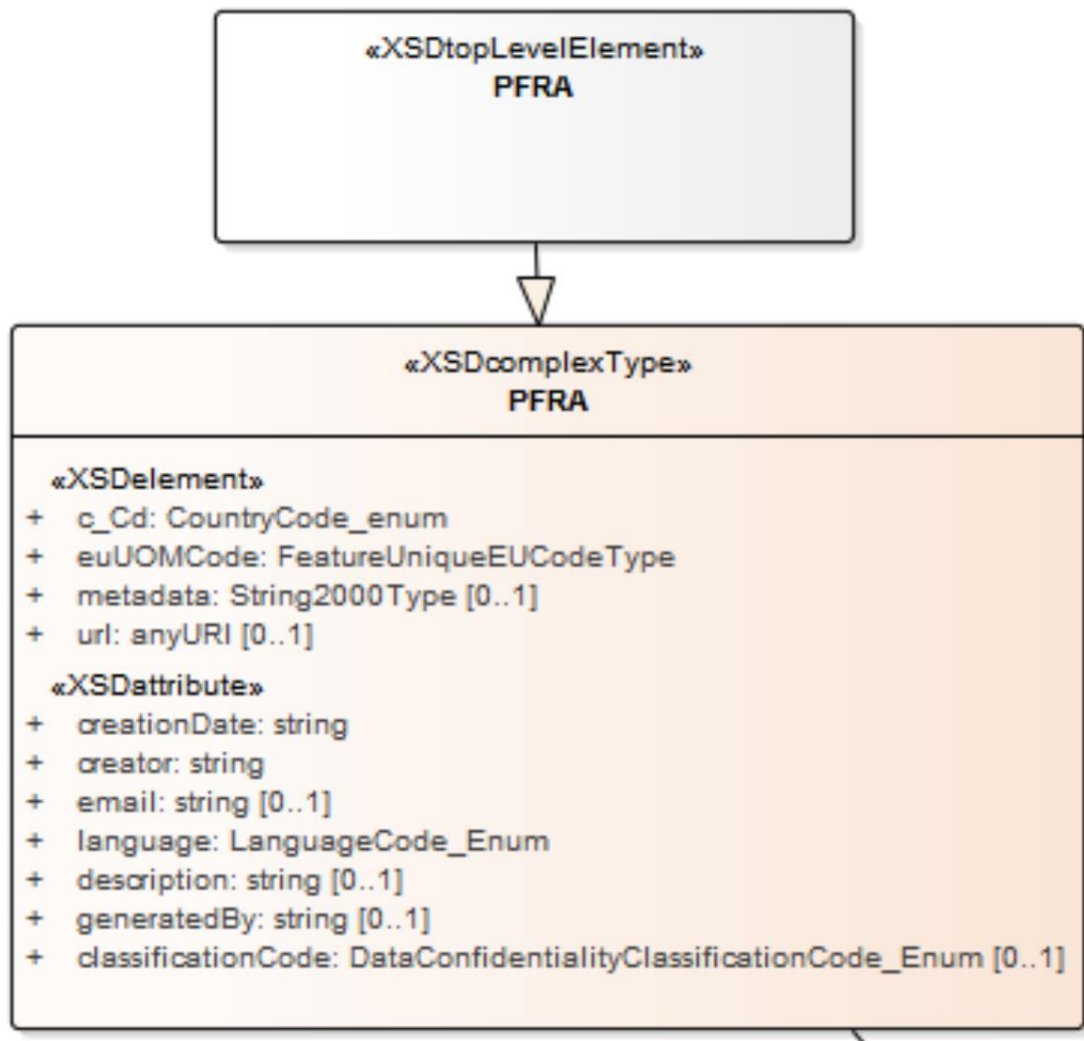 «XSDtopLevelElement»
PFRA
«XSDcomplexType»
PFRA
«XSDelement»
+ c_Cd: CountryCode_enum
+ euUOMCode: FeatureUniqueEUCodeType
+ metadata: String2000Type [0..1]
+ url: anyURI [0..1]
«XSDattribute»
+ creationDate: string
+ creator: string
+ email: string [0..1]
+ language: LanguageCode_Enum
+ description: string [0..1]
+ generatedBy: string [0..1]
+ classificationCode: DataConfidentialityClassificationCode_Enum [0..1]